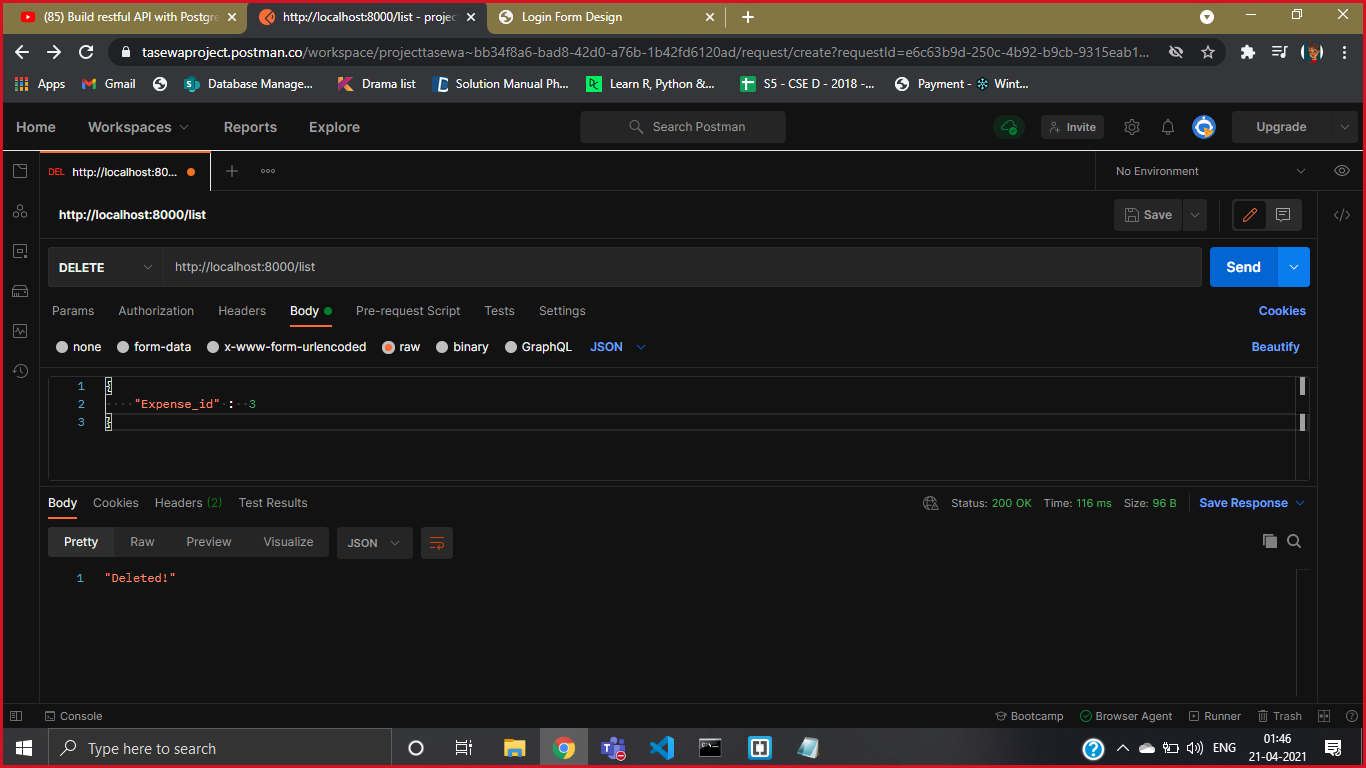 (85) Build restful API with Postgre
http://localhost:8000/list - projec
Login Form Design
tasewaproject.postman.co/workspace/projecttasewa~bb34f8a6-bad8-42d0-a76b-1b42fd6120ad/request/create?requestId=e6c63b9d-250c-4b92-b9cb-9315eab1...
Apps Gmail Database Manage... Drama list Solution Manual Ph... Learn R, Python &... S5 - CSE D - 2018 -... Payment - ❄ Wint...
Home Workspaces Reports Explore Search Postman Invite Upgrade
DEL http://localhost:80... No Environment
http://localhost:8000/list Save
DELETE http://localhost:8000/list Send
Params Authorization Headers Body Pre-request Script Tests Settings Cookies
none form-data x-www-form-urlencoded raw binary GraphQL JSON Beautify
1 {
2 ····"Expense_id"·:··3
3 }
Body Cookies Headers (2) Test Results Status: 200 OK Time: 116 ms Size: 96 B Save Response
Pretty Raw Preview Visualize JSON
1 "Deleted!"
Console Bootcamp Browser Agent Runner Trash
Type here to search ENG 01:46
21-04-2021